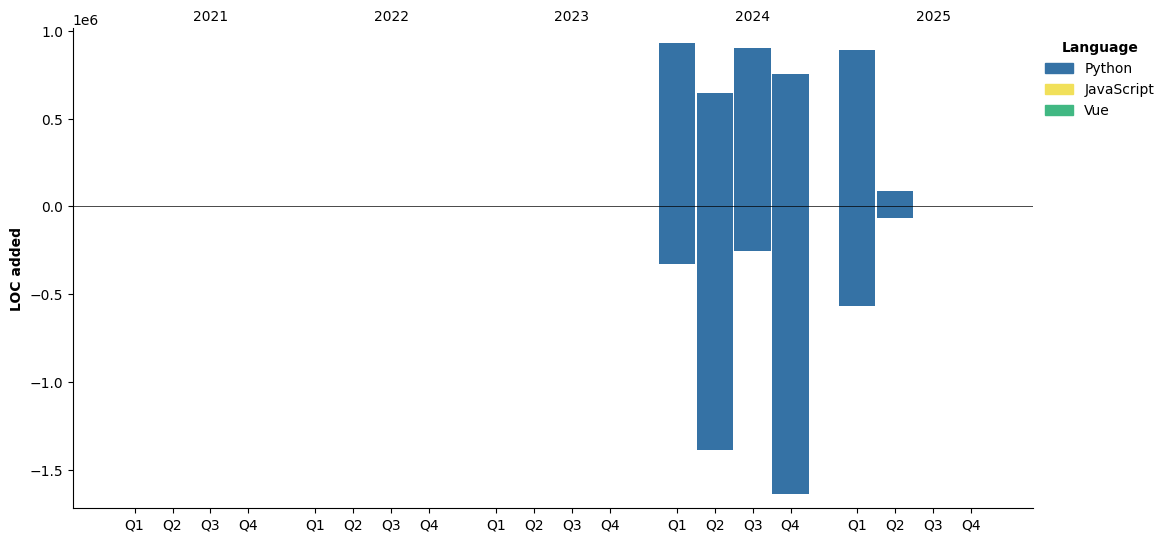 1e6
2021 2022 2023 2024 2025
1.0
0.5
0.0
−0.5
−1.0
−1.5
LOC added
Q1 Q2 Q3 Q4 Q1 Q2 Q3 Q4 Q1 Q2 Q3 Q4 Q1 Q2 Q3 Q4 Q1 Q2 Q3 Q4
Language
Python
JavaScript
Vue